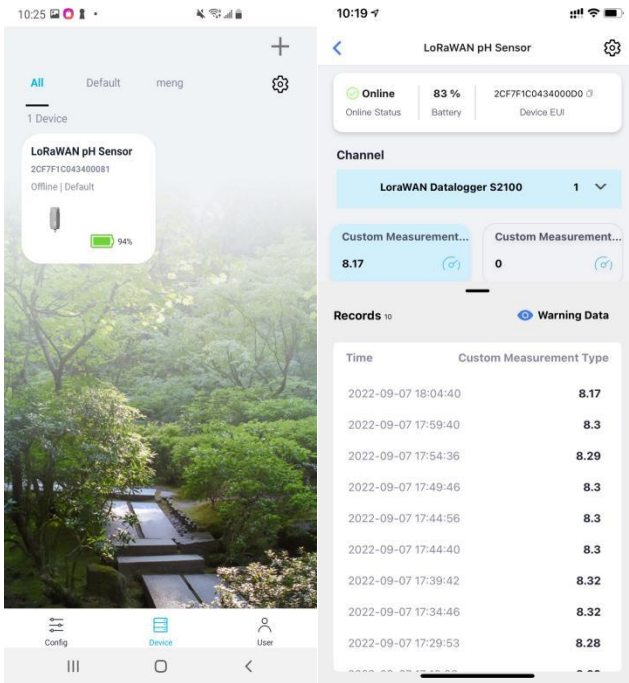 10:25
All Default meng
1 Device
LoRaWAN pH Sensor
2CF7F1C043400081
Offline | Default
94%
Config Device User
10:19
LoRaWAN pH Sensor
Online 83 % 2CF7F1C0434000D0
Online Status Battery Device EUI
Channel
LoraWAN Datalogger S2100 1
Custom Measurement... Custom Measurement...
8.17 0
Records 10 Warning Data
Time Custom Measurement Type
2022-09-07 18:04:40 8.17
2022-09-07 17:59:40 8.3
2022-09-07 17:54:36 8.29
2022-09-07 17:49:46 8.3
2022-09-07 17:44:56 8.3
2022-09-07 17:44:40 8.3
2022-09-07 17:39:42 8.32
2022-09-07 17:34:46 8.32
2022-09-07 17:29:53 8.28